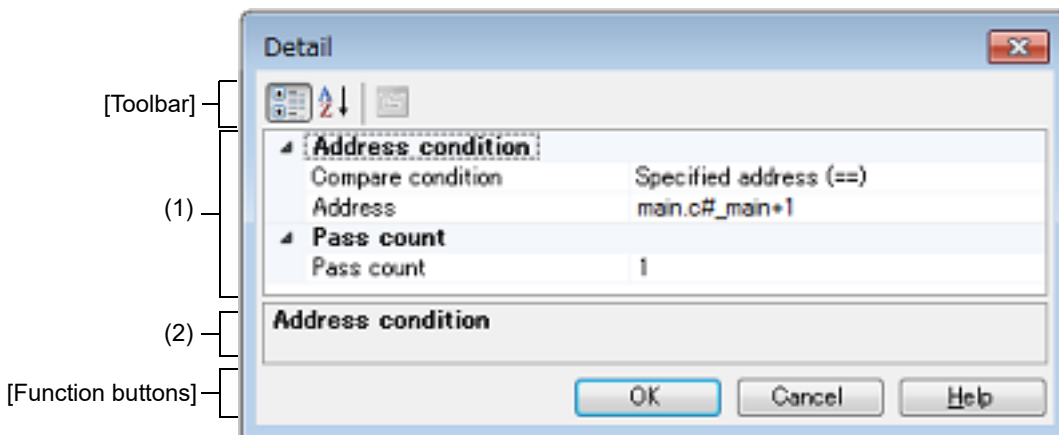 Detail
[Toolbar]
Address condition
Compare condition Specified address (==)
(1)
Address main.c#_main+1
Pass count
Pass count 1
(2)
Address condition
[Function buttons]
OK Cancel Help